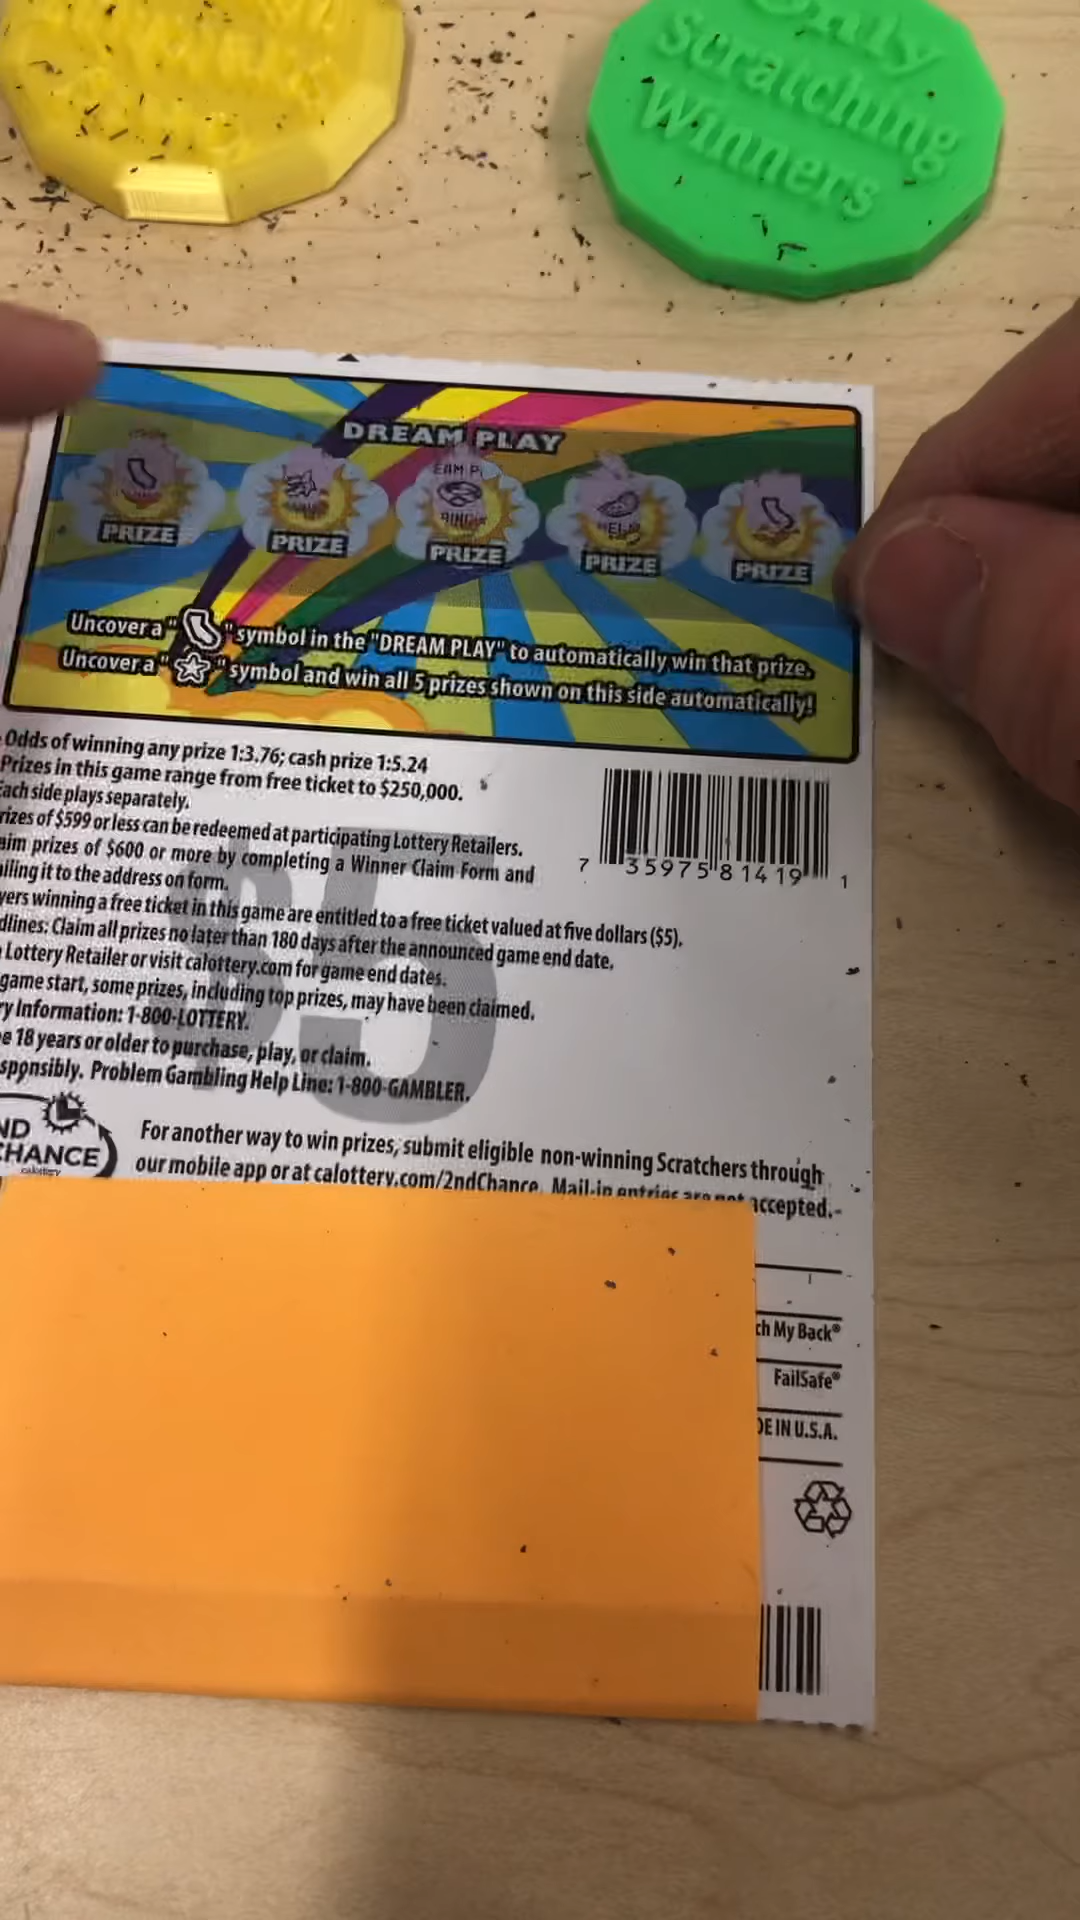 Only
Scratching
Winners
DREAM PLAY
PRIZE
PRIZE
PRIZE
PRIZE
PRIZE
Uncover a " " symbol in the "DREAM PLAY" to automatically win that prize.
Uncover a " " symbol and win all 5 prizes shown on this side automatically!
Odds of winning any prize 1:3.76; cash prize 1:5.24
Prizes in this game range from free ticket to $250,000.
Each side plays separately.
rizes of $599 or less can be redeemed at participating Lottery Retailers.
aim prizes of $600 or more by completing a Winner Claim Form and
iling it to the address on form.
yers winning a free ticket in this game are entitled to a free ticket valued at five dollars ($5).
dlines: Claim all prizes no later than 180 days after the announced game end date.
Lottery Retailer or visit calottery.com for game end dates.
game start, some prizes, including top prizes, may have been claimed.
ry Information: 1-800-LOTTERY.
e 18 years or older to purchase, play, or claim.
sponsibly. Problem Gambling Help Line: 1-800-GAMBLER.
$5
7 35975 81419 1
ND
CHANCE
calottery
For another way to win prizes, submit eligible non-winning Scratchers through
our mobile app or at calottery.com/2ndChance. Mail-in entries are not accepted.
ch My Back®
FailSafe®
DE IN U.S.A.